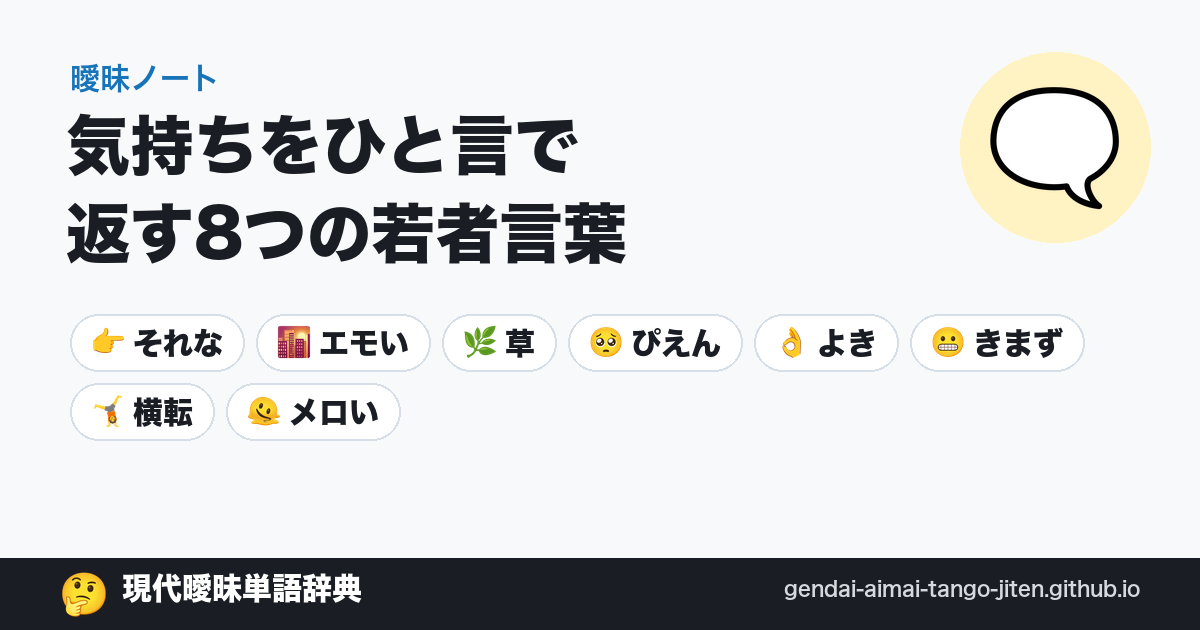 曖昧ノート
気持ちをひと言で
返す8つの若者言葉
👉 それな 🌇 エモい 🌿 草 🥺 ぴえん 👌 よき 😬 きまず
🤸 横転 🫠 メロい
🤔 現代曖昧単語辞典 gendai-aimai-tango-jiten.github.io